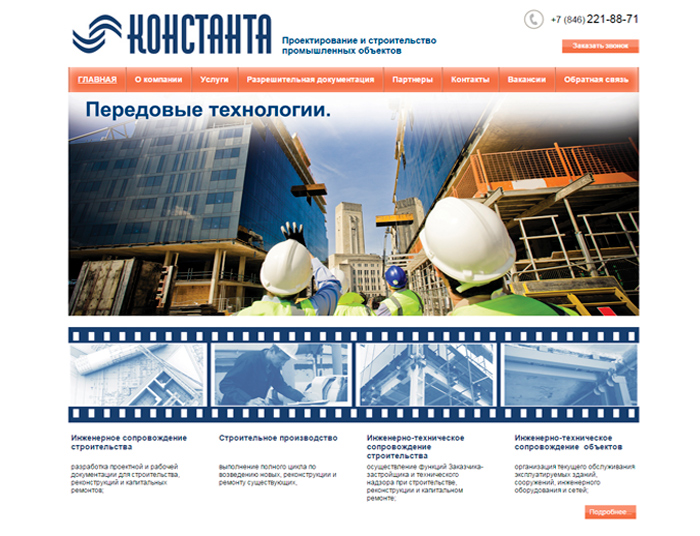 КОНСТАНТА
Проектирование и строительство
промышленных объектов
+7 (846) 221-88-71
Заказать звонок
ГЛАВНАЯ О компании Услуги Разрешительная документация Партнеры Контакты Вакансии Обратная связь
Передовые технологии.
Инженерное сопровождение
строительства
разработка проектной и рабочей
документации для строительства,
реконструкций и капитальных
ремонтов;
Строительное производство
выполнение полного цикла по
возведению новых, реконструкции и
ремонту существующих,
Инженерно-техническое
сопровождение
строительства
осуществление функций Заказчика-
застройщика и технического
надзора при строительстве,
реконструкции и капитальном
ремонте;
Инженерно-техническое
сопровождение объектов
организация текущего обслуживания
эксплуатируемых зданий,
сооружений, инженерного
оборудования и сетей;
Подробнее...